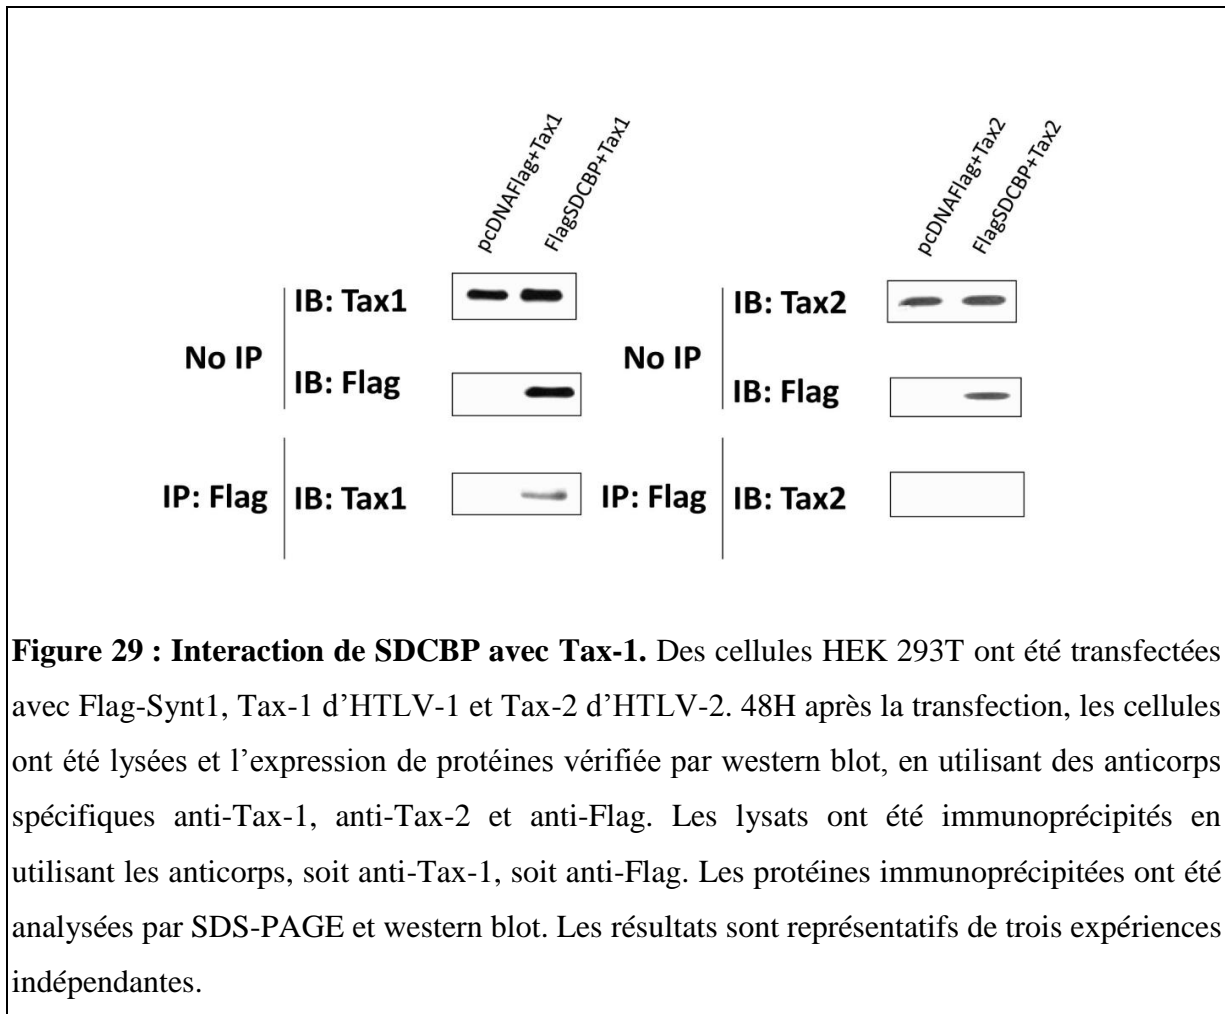 pcDNAFlag+Tax1
FlagSDCBP+Tax1
pcDNAFlag+Tax2
FlagSDCBP+Tax2
No IP
IB: Tax1
IB: Flag
IP: Flag
IB: Tax1
No IP
IB: Tax2
IB: Flag
IP: Flag
IB: Tax2
Figure 29 : Interaction de SDCBP avec Tax-1. Des cellules HEK 293T ont été transfectées
avec Flag-Synt1, Tax-1 d’HTLV-1 et Tax-2 d’HTLV-2. 48H après la transfection, les cellules
ont été lysées et l’expression de protéines vérifiée par western blot, en utilisant des anticorps
spécifiques anti-Tax-1, anti-Tax-2 et anti-Flag. Les lysats ont été immunoprécipités en
utilisant les anticorps, soit anti-Tax-1, soit anti-Flag. Les protéines immunoprécipitées ont été
analysées par SDS-PAGE et western blot. Les résultats sont représentatifs de trois expériences
indépendantes.